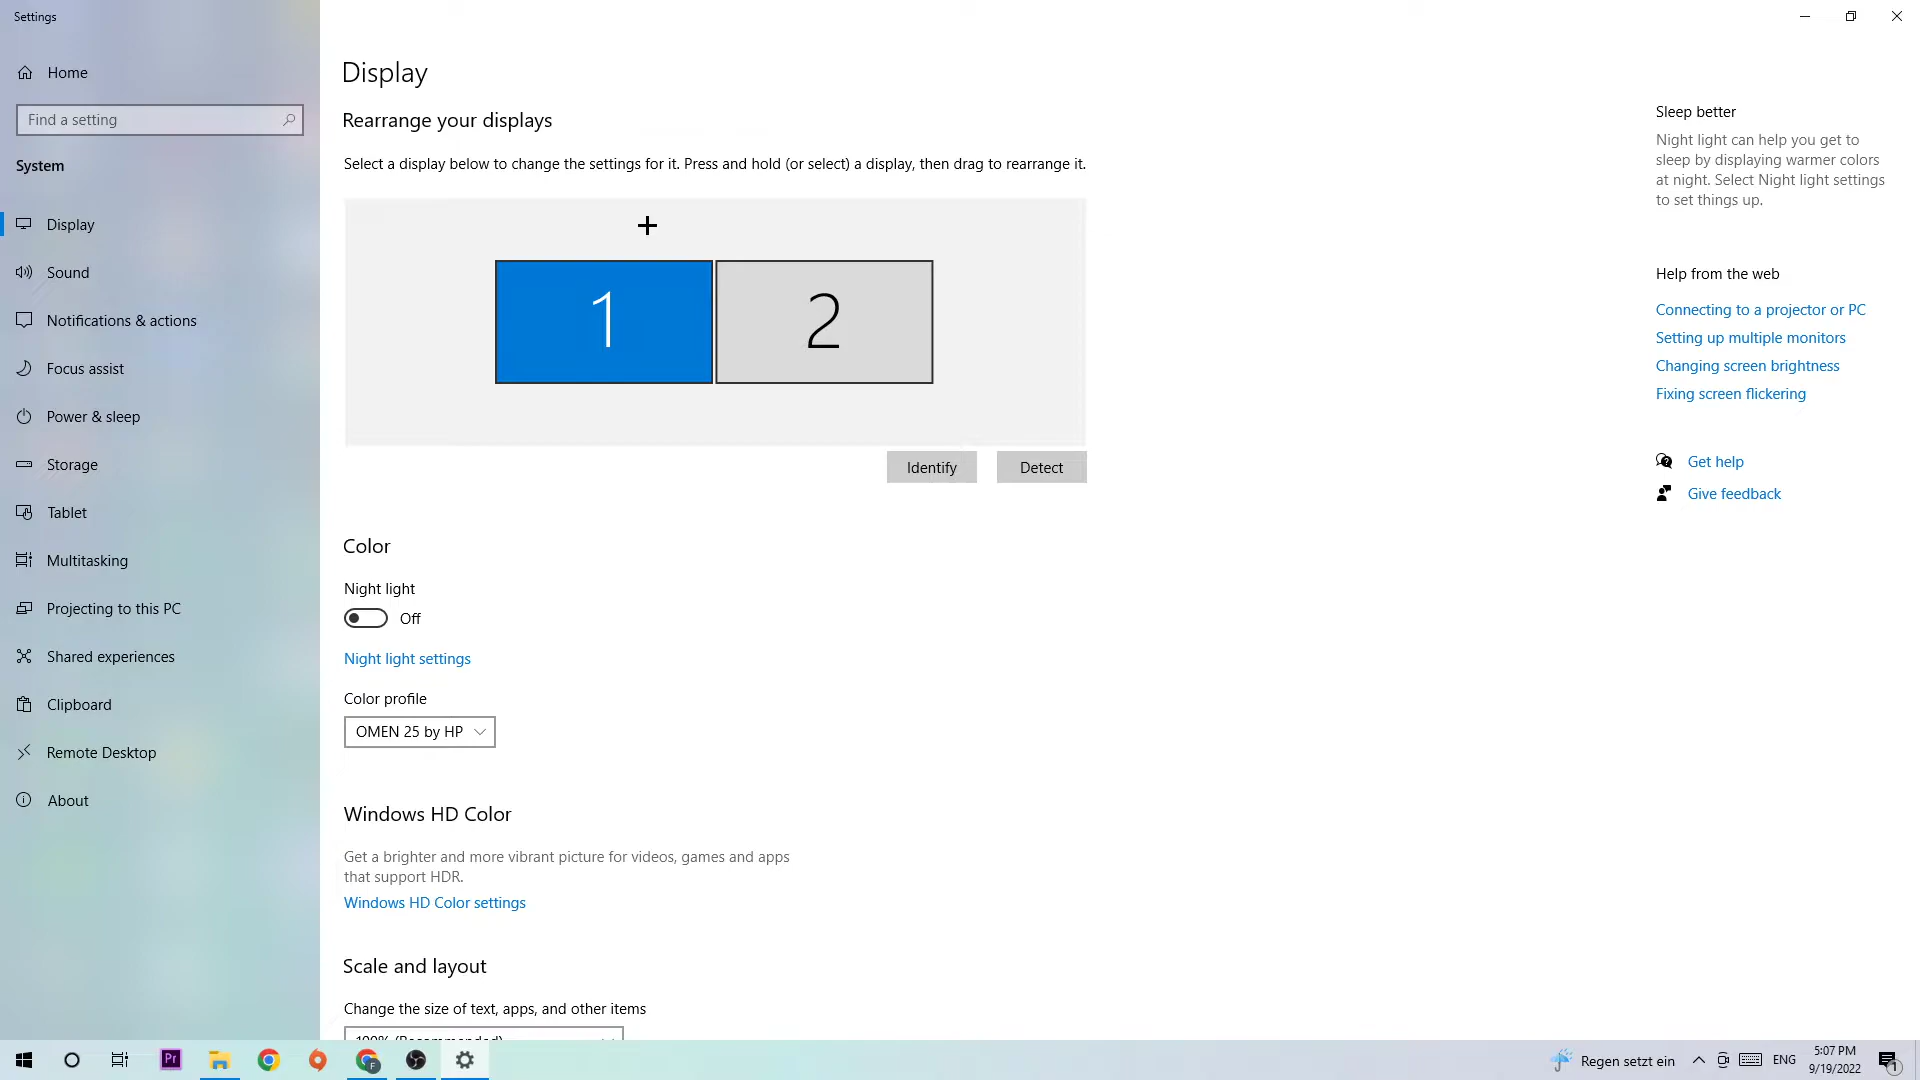 Settings
Home
Find a setting
System
Display
Sound
Notifications & actions
Focus assist
Power & sleep
Storage
Tablet
Multitasking
Projecting to this PC
Shared experiences
Clipboard
Remote Desktop
About
Display
Rearrange your displays
Select a display below to change the settings for it. Press and hold (or select) a display, then drag to rearrange it.
1
2
Identify
Detect
Color
Night light
Off
Night light settings
Color profile
OMEN 25 by HP
Windows HD Color
Get a brighter and more vibrant picture for videos, games and apps
that support HDR.
Windows HD Color settings
Scale and layout
Change the size of text, apps, and other items
100% (Recommended)
Sleep better
Night light can help you get to
sleep by displaying warmer colors
at night. Select Night light settings
to set things up.
Help from the web
Connecting to a projector or PC
Setting up multiple monitors
Changing screen brightness
Fixing screen flickering
Get help
Give feedback
Pr
F
Regen setzt ein
ENG
5:07 PM
9/19/2022
1